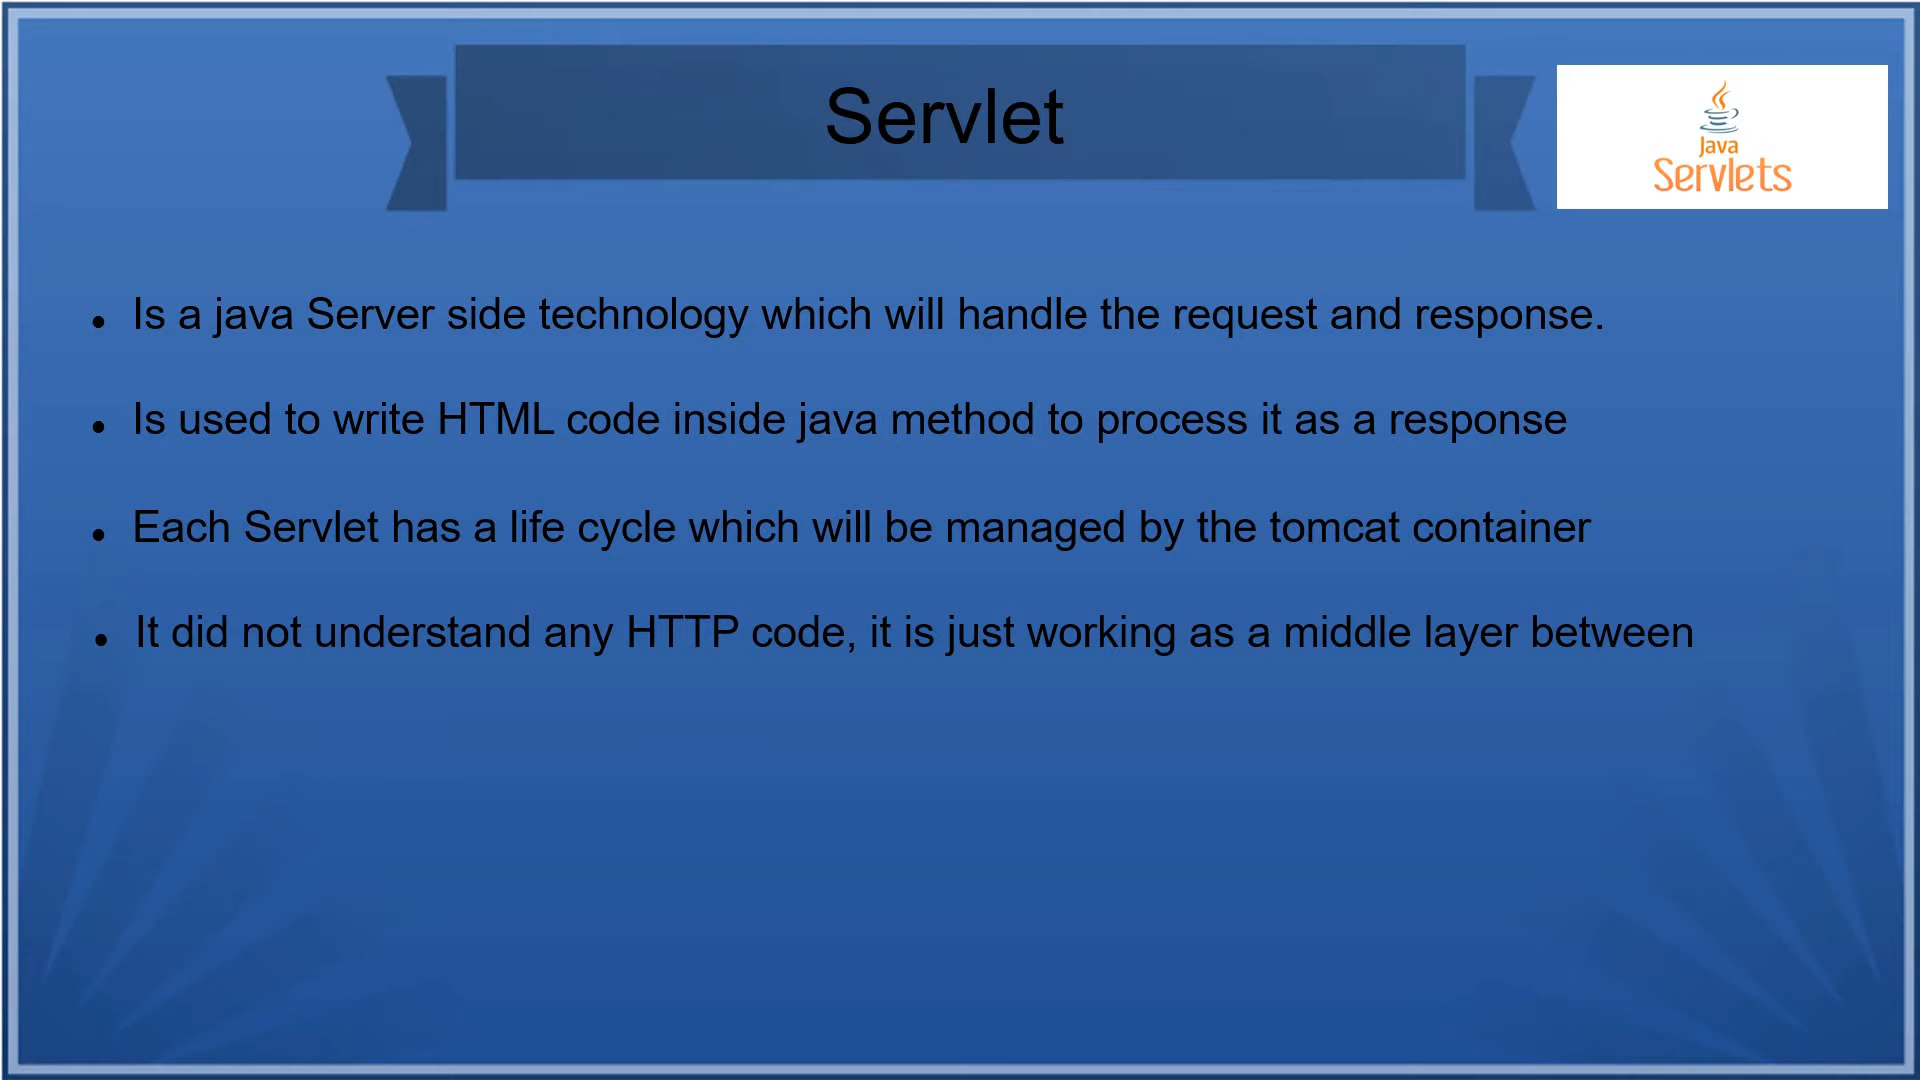 Servlet
Java
Servlets
Is a java Server side technology which will handle the request and response.
Is used to write HTML code inside java method to process it as a response
Each Servlet has a life cycle which will be managed by the tomcat container
It did not understand any HTTP code, it is just working as a middle layer between